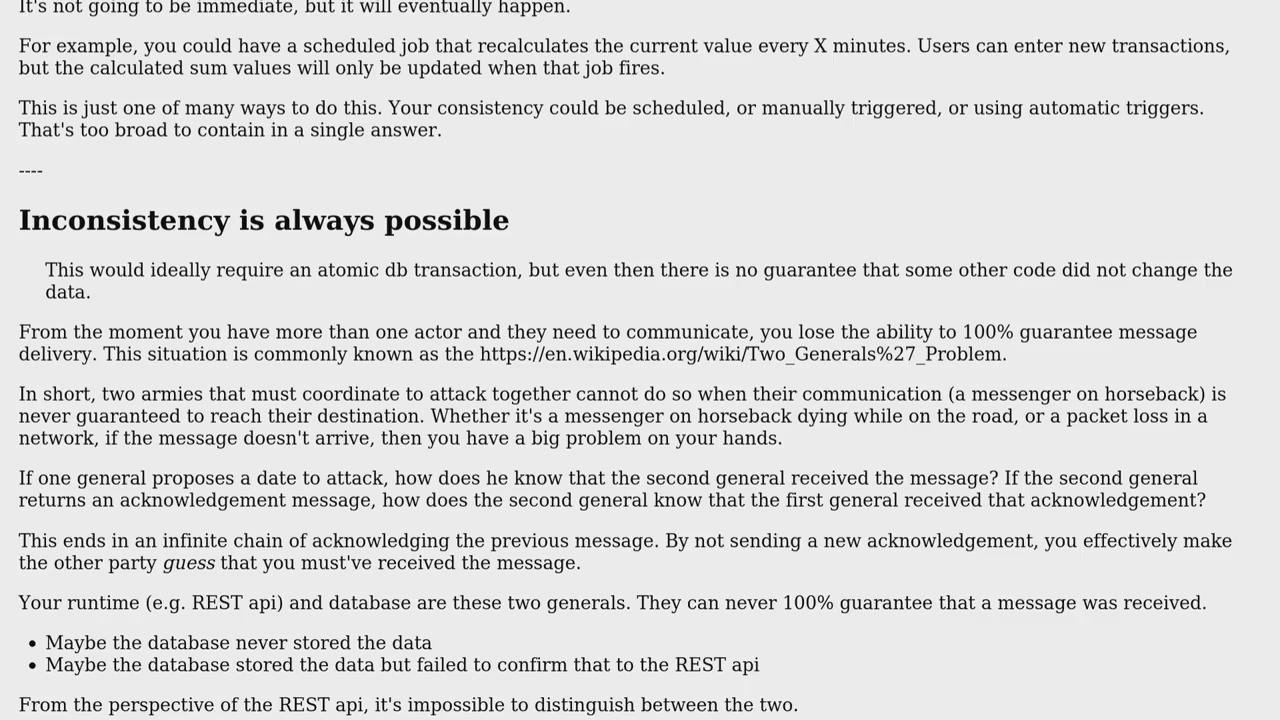 It's not going to be immediate, but it will eventually happen.
For example, you could have a scheduled job that recalculates the current value every X minutes. Users can enter new transactions,
but the calculated sum values will only be updated when that job fires.
This is just one of many ways to do this. Your consistency could be scheduled, or manually triggered, or using automatic triggers.
That's too broad to contain in a single answer.
----
Inconsistency is always possible
This would ideally require an atomic db transaction, but even then there is no guarantee that some other code did not change the
data.
From the moment you have more than one actor and they need to communicate, you lose the ability to 100% guarantee message
delivery. This situation is commonly known as the https://en.wikipedia.org/wiki/Two_Generals%27_Problem.
In short, two armies that must coordinate to attack together cannot do so when their communication (a messenger on horseback) is
never guaranteed to reach their destination. Whether it's a messenger on horseback dying while on the road, or a packet loss in a
network, if the message doesn't arrive, then you have a big problem on your hands.
If one general proposes a date to attack, how does he know that the second general received the message? If the second general
returns an acknowledgement message, how does the second general know that the first general received that acknowledgement?
This ends in an infinite chain of acknowledging the previous message. By not sending a new acknowledgement, you effectively make
the other party guess that you must've received the message.
Your runtime (e.g. REST api) and database are these two generals. They can never 100% guarantee that a message was received.
• Maybe the database never stored the data
• Maybe the database stored the data but failed to confirm that to the REST api
From the perspective of the REST api, it's impossible to distinguish between the two.